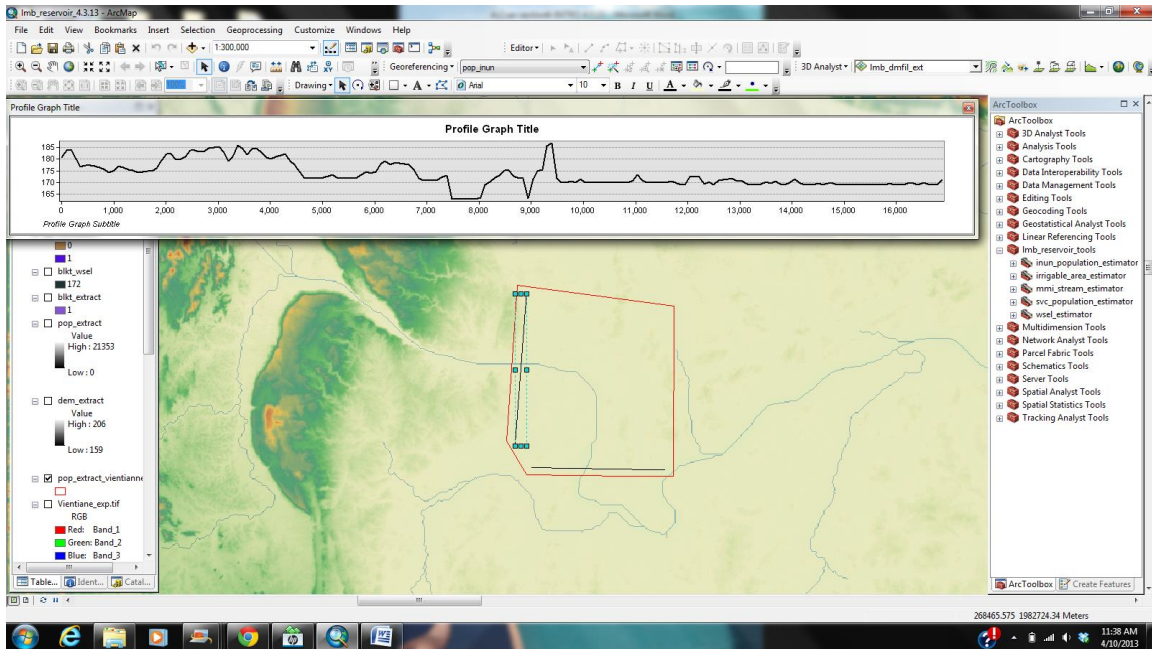 lmb_reservoir_4.3.13 - ArcMap
File Edit View Bookmarks Insert Selection Geoprocessing Customize Windows Help
1:300,000 Editor
Georeferencing pop_inun 3D Analyst lmb_dmfil_ext
Drawing Arial 10 B I U A
Profile Graph Title
Profile Graph Title
185
180
175
170
165
0 1,000 2,000 3,000 4,000 5,000 6,000 7,000 8,000 9,000 10,000 11,000 12,000 13,000 14,000 15,000 16,000
Profile Graph Subtitle
0
1
blkt_wsel
172
blkt_extract
1
pop_extract
Value
High : 21353
Low : 0
dem_extract
Value
High : 206
Low : 159
pop_extract_vientianne
Vientiane_exp.tif
RGB
Red: Band_1
Green: Band_2
Blue: Band_3
Table... Ident... Catal...
ArcToolbox
ArcToolbox
3D Analyst Tools
Analysis Tools
Cartography Tools
Data Interoperability Tools
Data Management Tools
Editing Tools
Geocoding Tools
Geostatistical Analyst Tools
Linear Referencing Tools
lmb_reservoir_tools
inun_population_estimator
irrigable_area_estimator
mmi_stream_estimator
svc_population_estimator
wsel_estimator
Multidimension Tools
Network Analyst Tools
Parcel Fabric Tools
Schematics Tools
Server Tools
Spatial Analyst Tools
Spatial Statistics Tools
Tracking Analyst Tools
ArcToolbox Create Features
268465.575 1982724.34 Meters
11:38 AM
4/10/2013